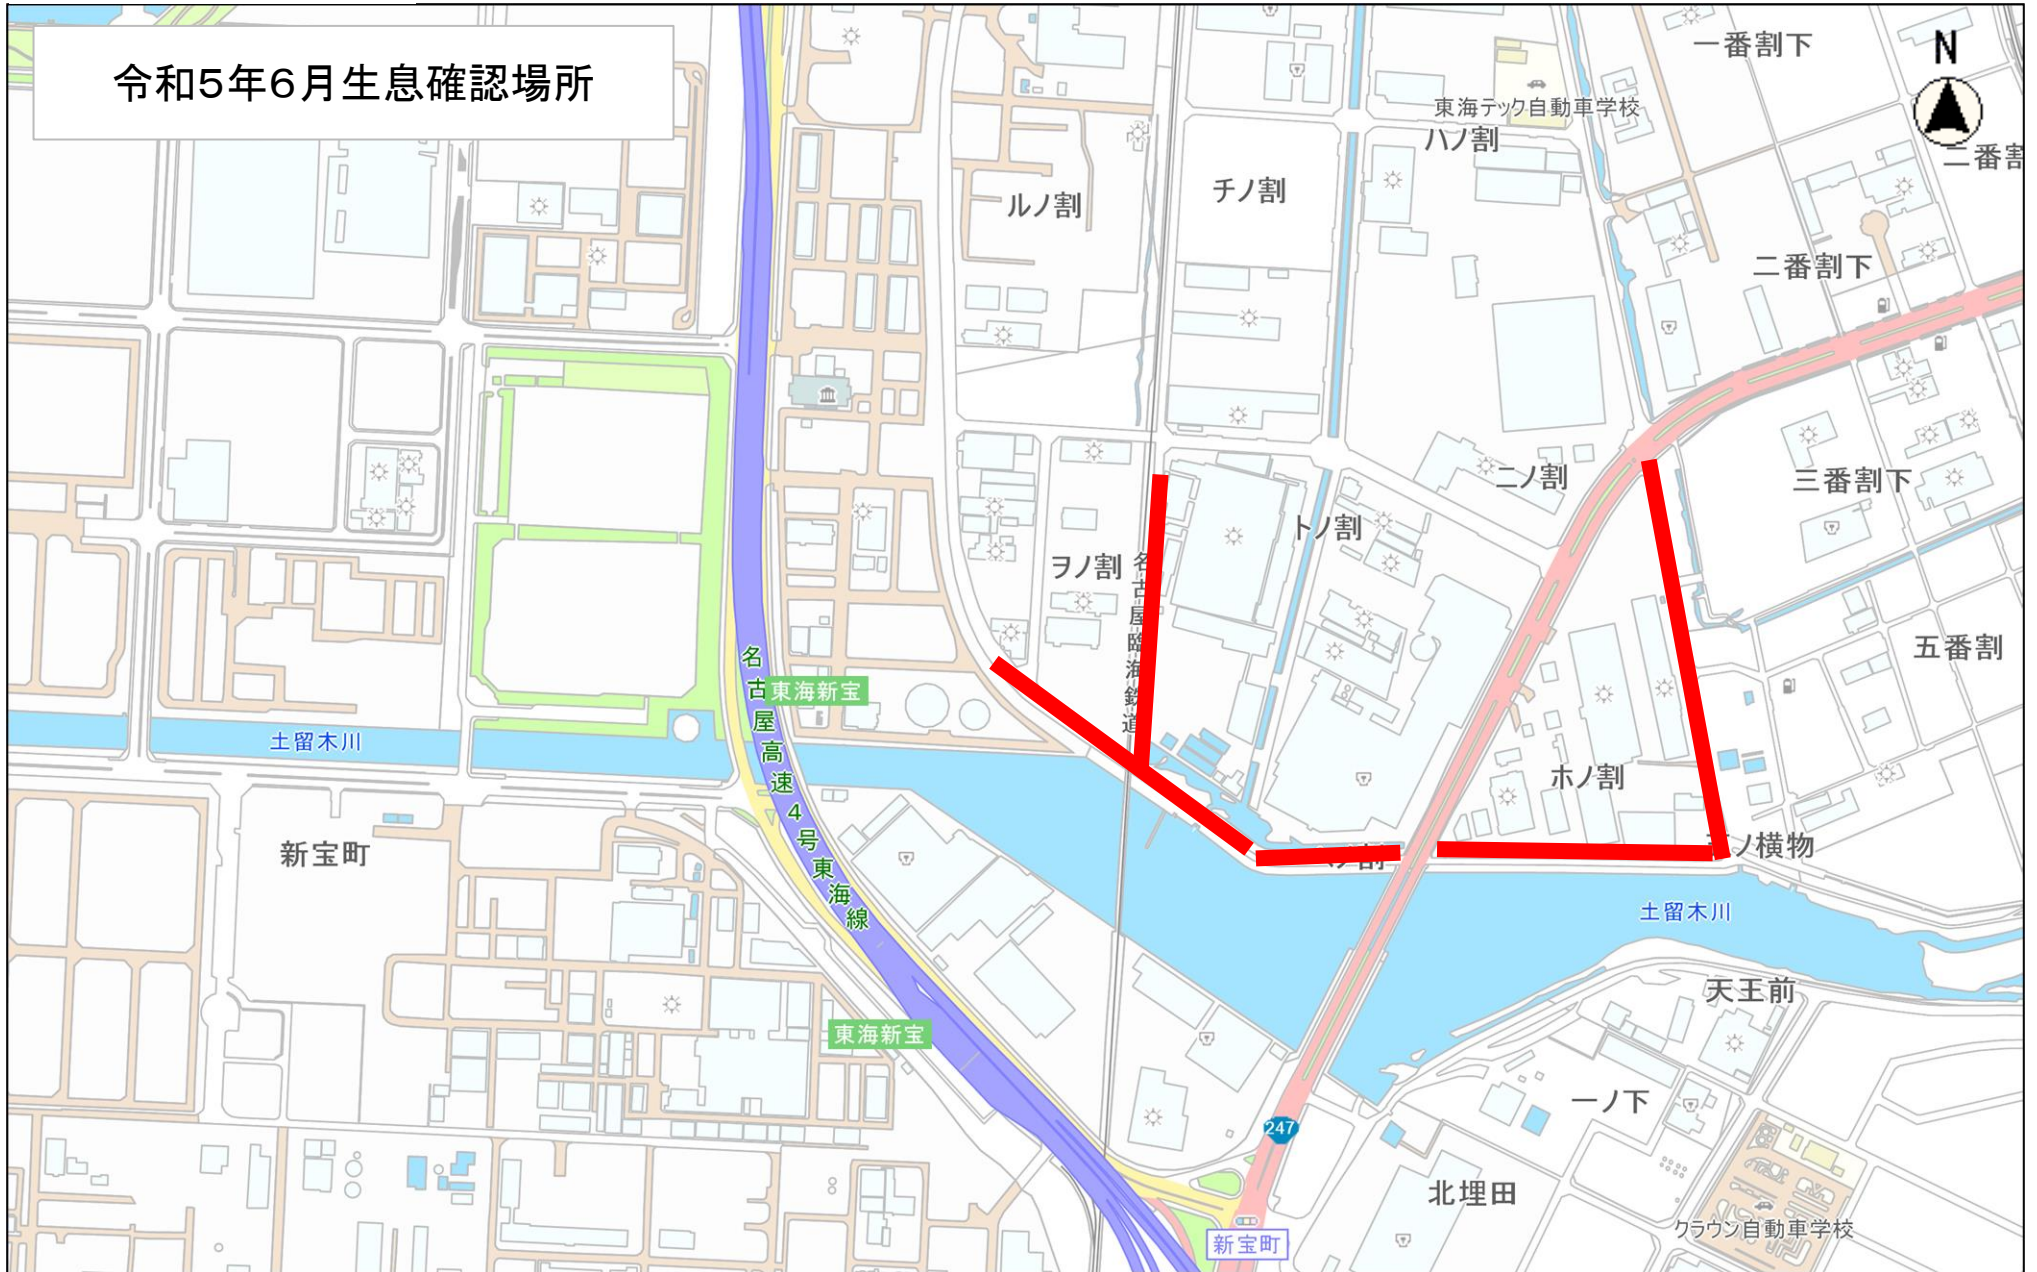 令和5年6月生息確認場所
一番割下
N
東海テック自動車学校
ハノ割
二番割
ルノ割
チノ割
二番割下
ニノ割
三番割下
トノ割
ヲノ割
名古屋臨海鉄道
五番割
名古屋高速4号東海線
東海新宝
土留木川
ホノ割
新宝町
ノ横物
土留木川
天王前
東海新宝
一ノ下
247
北埋田
クラウン自動車学校
新宝町